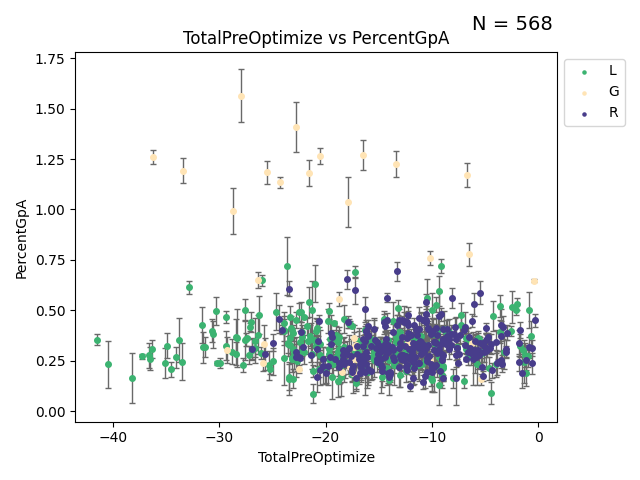 N = 568
TotalPreOptimize vs PercentGpA
1.75
1.50
1.25
1.00
0.75
0.50
0.25
0.00
PercentGpA
−40
−30
−20
−10
0
TotalPreOptimize
L
G
R